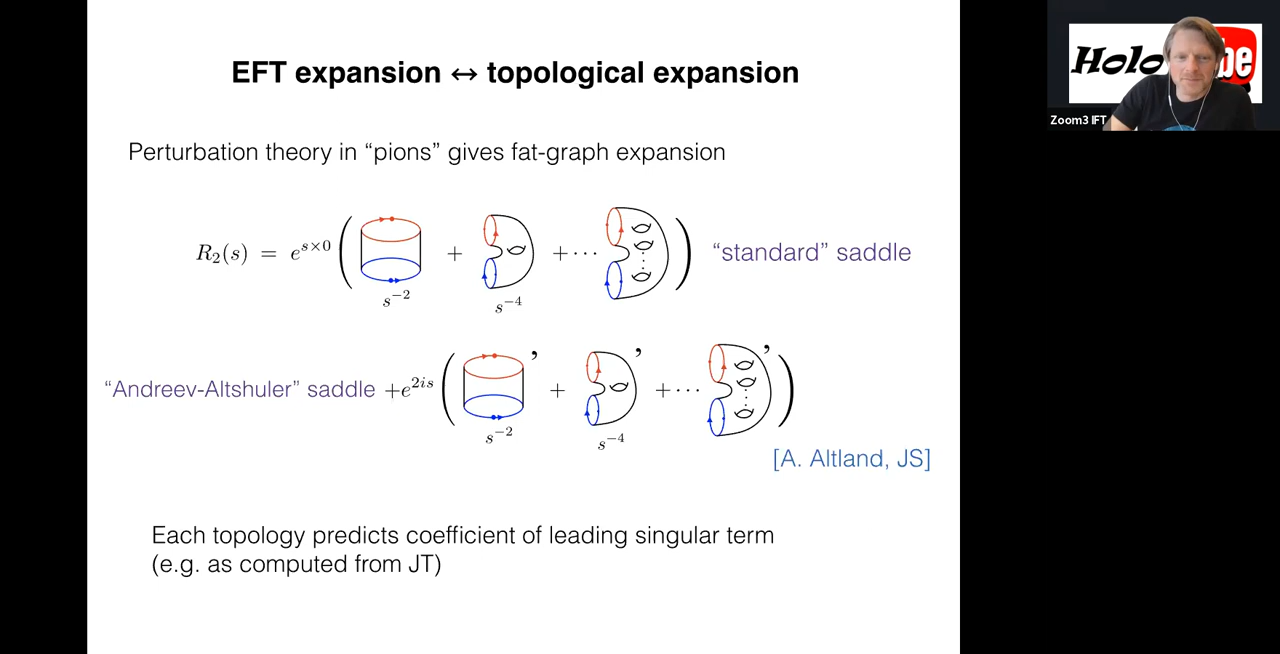 EFT expansion ↔ topological expansion
Holo be
Zoom3 IFT
Perturbation theory in “pions” gives fat-graph expansion
R₂(s) = e^{s×0} ( + + ··· ) “standard” saddle
s⁻² s⁻⁴
“Andreev-Altshuler” saddle +e^{2is} ( ’ + ’ + ··· ’ )
s⁻² s⁻⁴
[A. Altland, JS]
Each topology predicts coefficient of leading singular term
(e.g. as computed from JT)